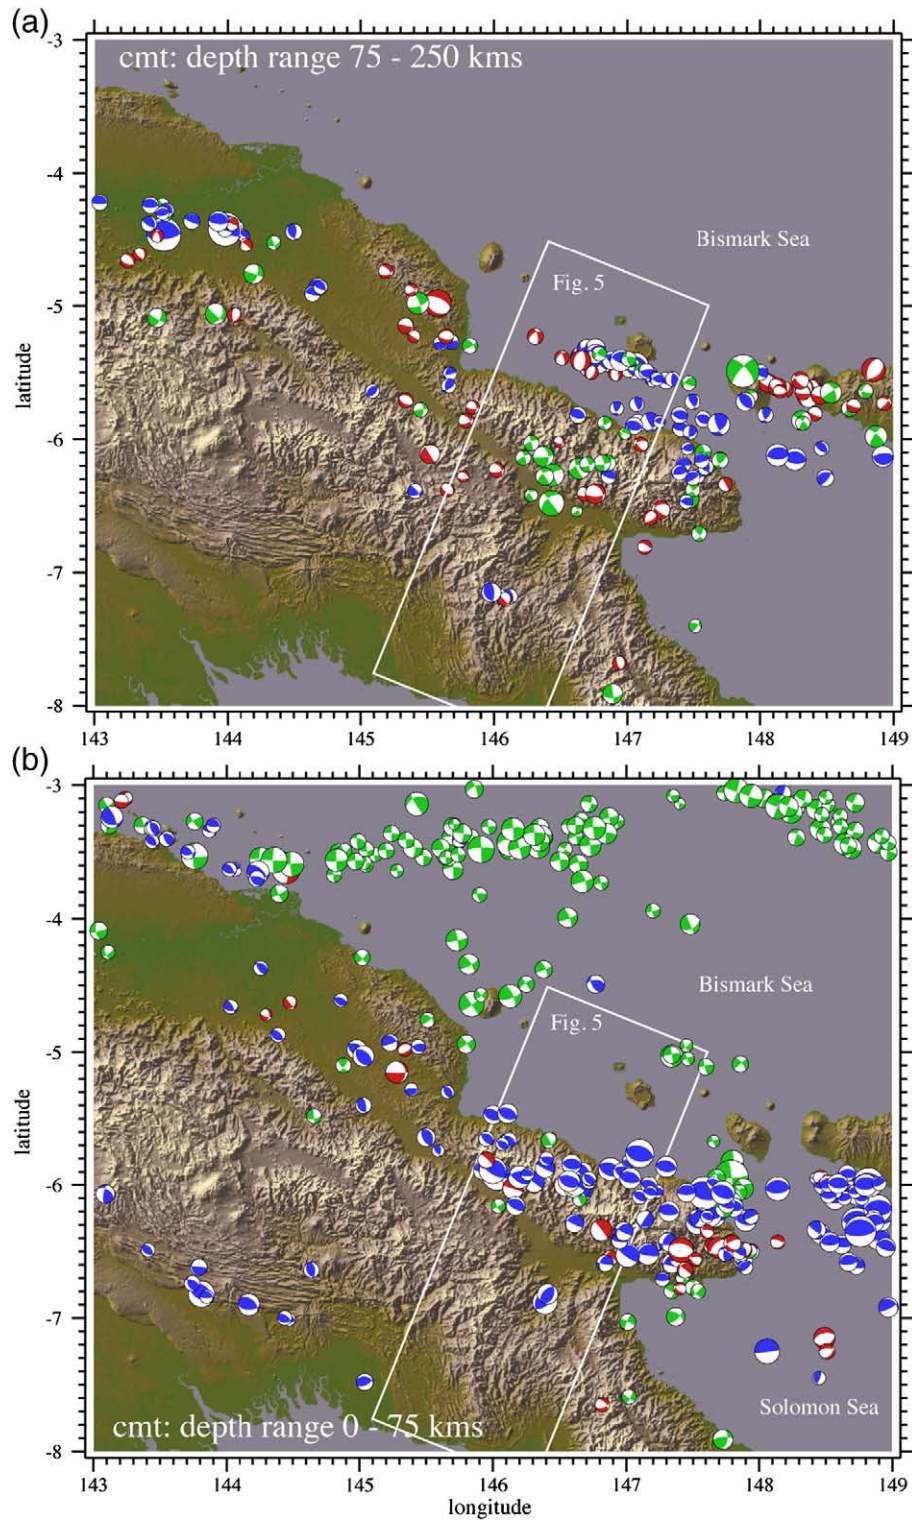 (a)
-3
cmt: depth range 75 - 250 kms
-4
Bismark Sea
Fig. 5
-5
latitude
-6
-7
-8
143 144 145 146 147 148 149
(b)
-3
-4
Bismark Sea
Fig. 5
-5
latitude
-6
-7
Solomon Sea
cmt: depth range 0 - 75 kms
-8
143 144 145 146 147 148 149
longitude